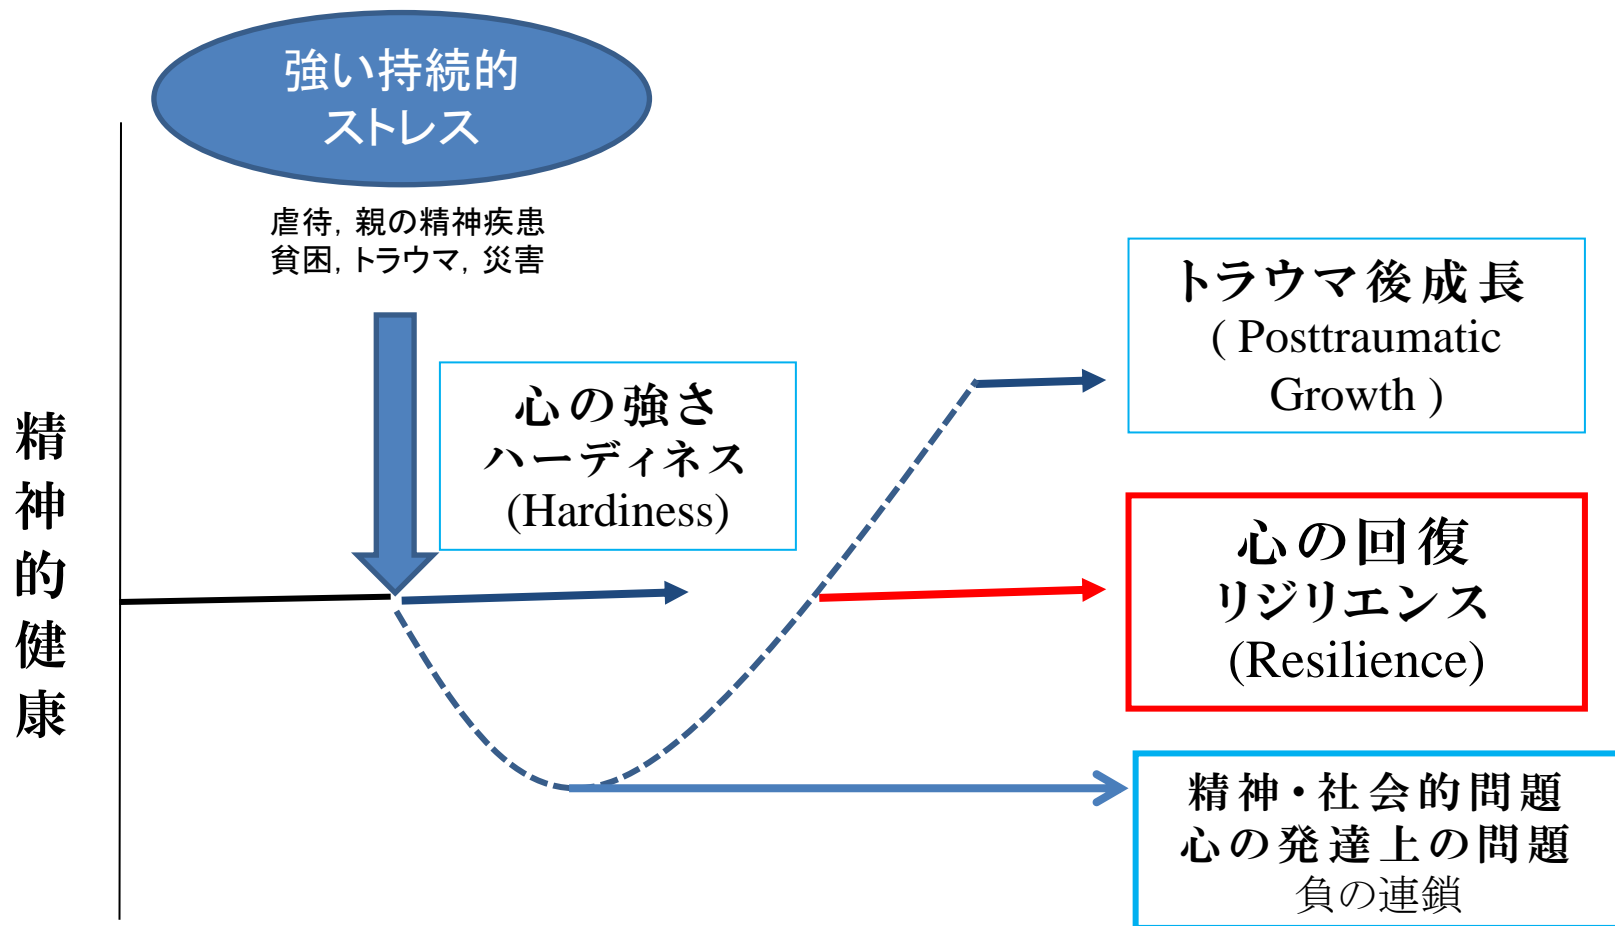 強い持続的
ストレス
虐待, 親の精神疾患
貧困, トラウマ, 災害
精神的健康
心の強さ
ハーディネス
(Hardiness)
トラウマ後成長
( Posttraumatic
Growth )
心の回復
リジリエンス
(Resilience)
精神・社会的問題
心の発達上の問題
負の連鎖